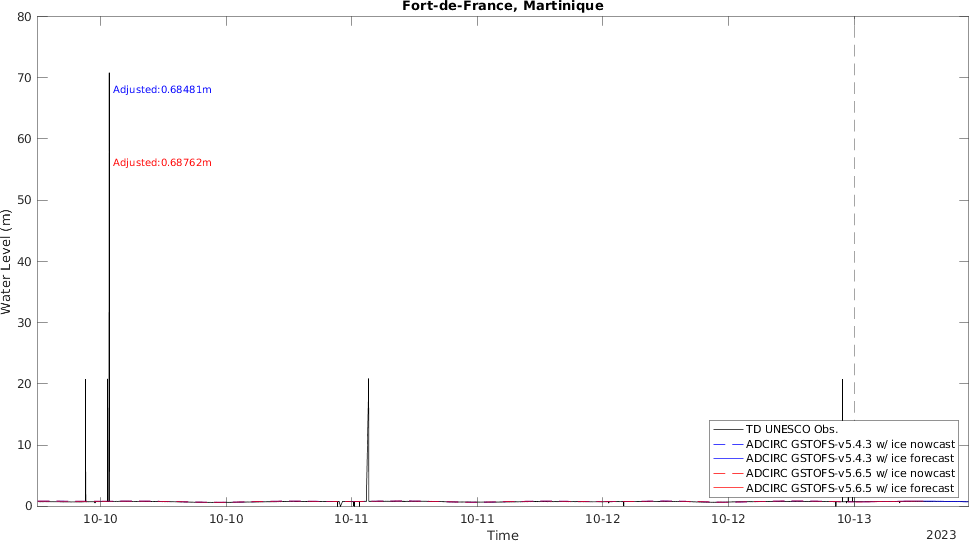 Fort-de-France, Martinique
80
70
60
50
40
30
20
10
0
Water Level (m)
Adjusted:0.68481m
Adjusted:0.68762m
TD UNESCO Obs.
ADCIRC GSTOFS-v5.4.3 w/ ice nowcast
ADCIRC GSTOFS-v5.4.3 w/ ice forecast
ADCIRC GSTOFS-v5.6.5 w/ ice nowcast
ADCIRC GSTOFS-v5.6.5 w/ ice forecast
10-10 10-10 10-11 10-11 10-12 10-12 10-13
Time
2023